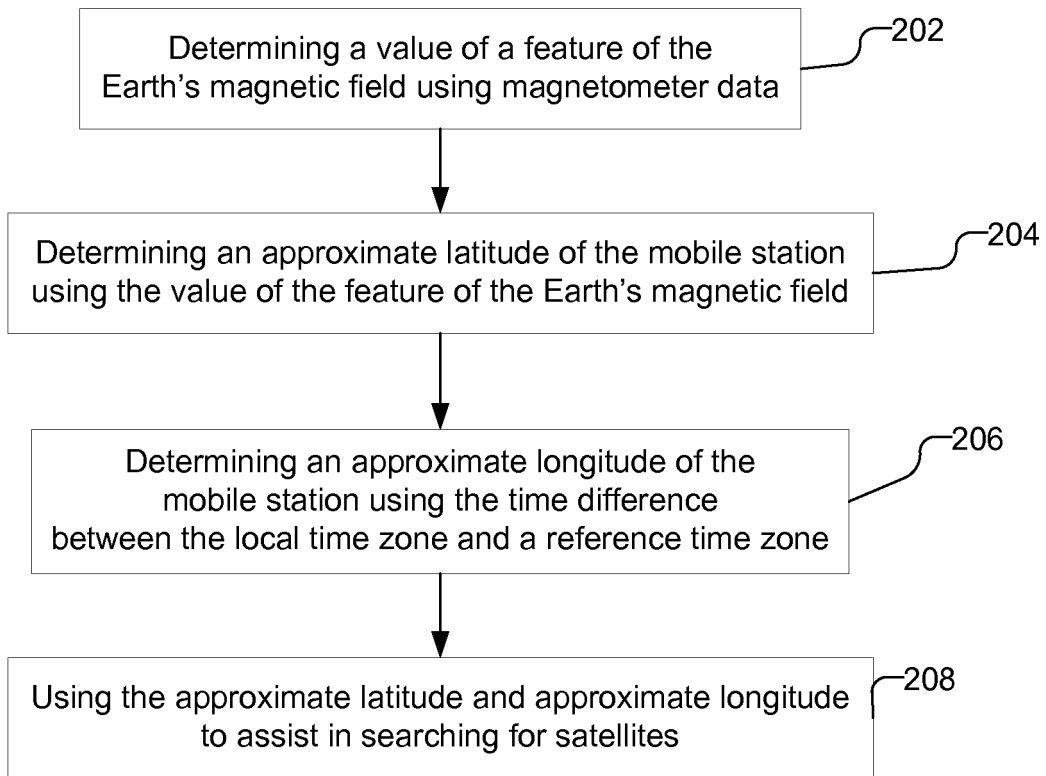 Determining a value of a feature of the
Earth's magnetic field using magnetometer data
202
Determining an approximate latitude of the mobile station
using the value of the feature of the Earth's magnetic field
204
Determining an approximate longitude of the
mobile station using the time difference
between the local time zone and a reference time zone
206
Using the approximate latitude and approximate longitude
to assist in searching for satellites
208